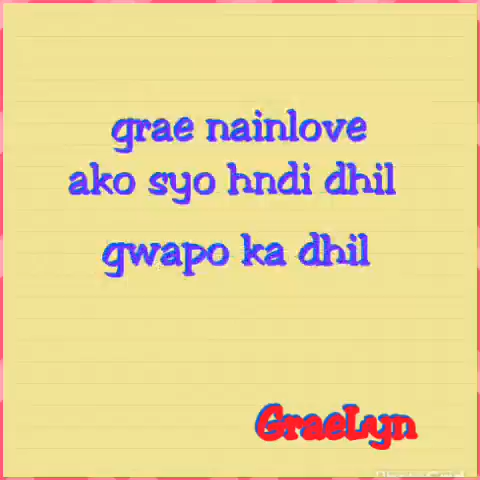 grae nainlove
ako syo hndi dhil
gwapo ka dhil
GraeLyn